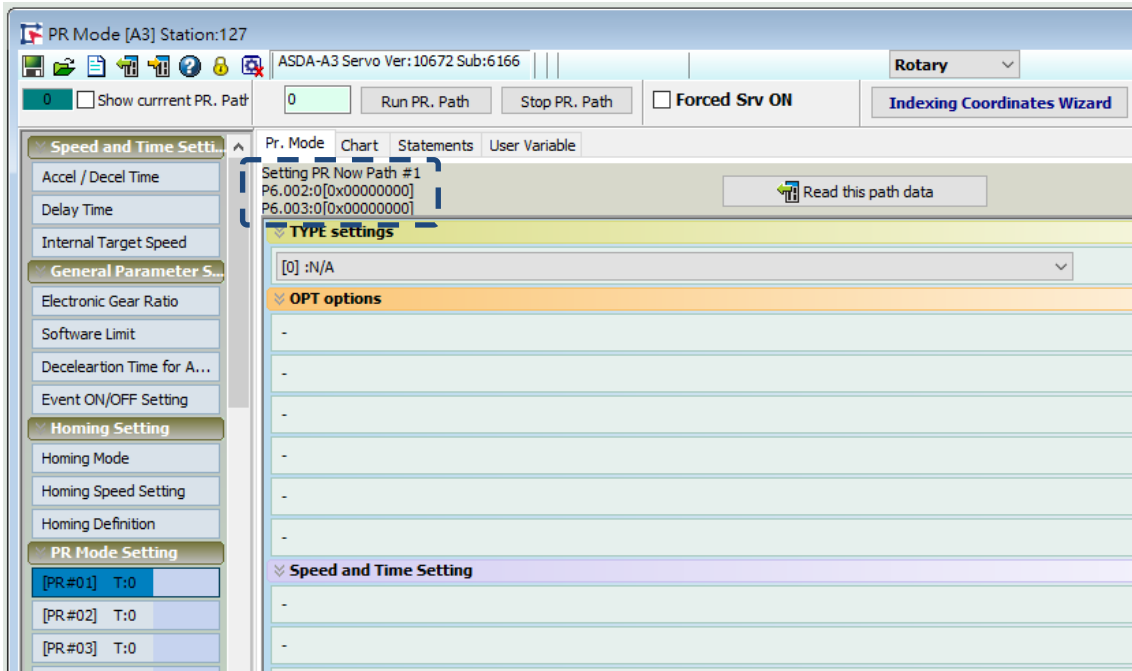 PR Mode [A3] Station:127
ASDA-A3 Servo Ver:10672 Sub:6166
Rotary
0 Show currrent PR. Path 0 Run PR. Path Stop PR. Path Forced Srv ON Indexing Coordinates Wizard
Speed and Time Setti...
Accel / Decel Time
Delay Time
Internal Target Speed
General Parameter S...
Electronic Gear Ratio
Software Limit
Deceleartion Time for A...
Event ON/OFF Setting
Homing Setting
Homing Mode
Homing Speed Setting
Homing Definition
PR Mode Setting
[PR#01] T:0
[PR#02] T:0
[PR#03] T:0
Pr. Mode Chart Statements User Variable
Setting PR Now Path #1
P6.002:0[0x00000000]
P6.003:0[0x00000000]
Read this path data
TYPE settings
[0] :N/A
OPT options
-
-
-
-
-
-
Speed and Time Setting
-
-